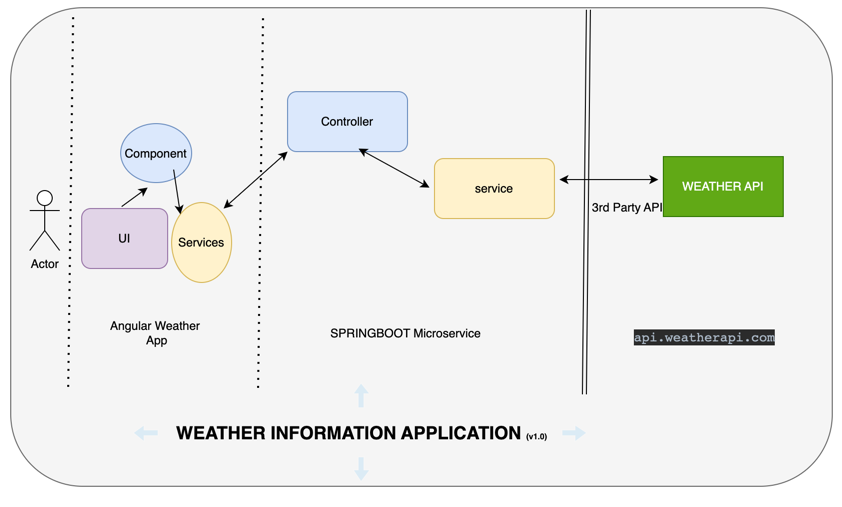 Controller
Component
service
WEATHER API
3rd Party API
UI
Services
Actor
Angular Weather
App
SPRINGBOOT Microservice
api.weatherapi.com
WEATHER INFORMATION APPLICATION (v1.0)